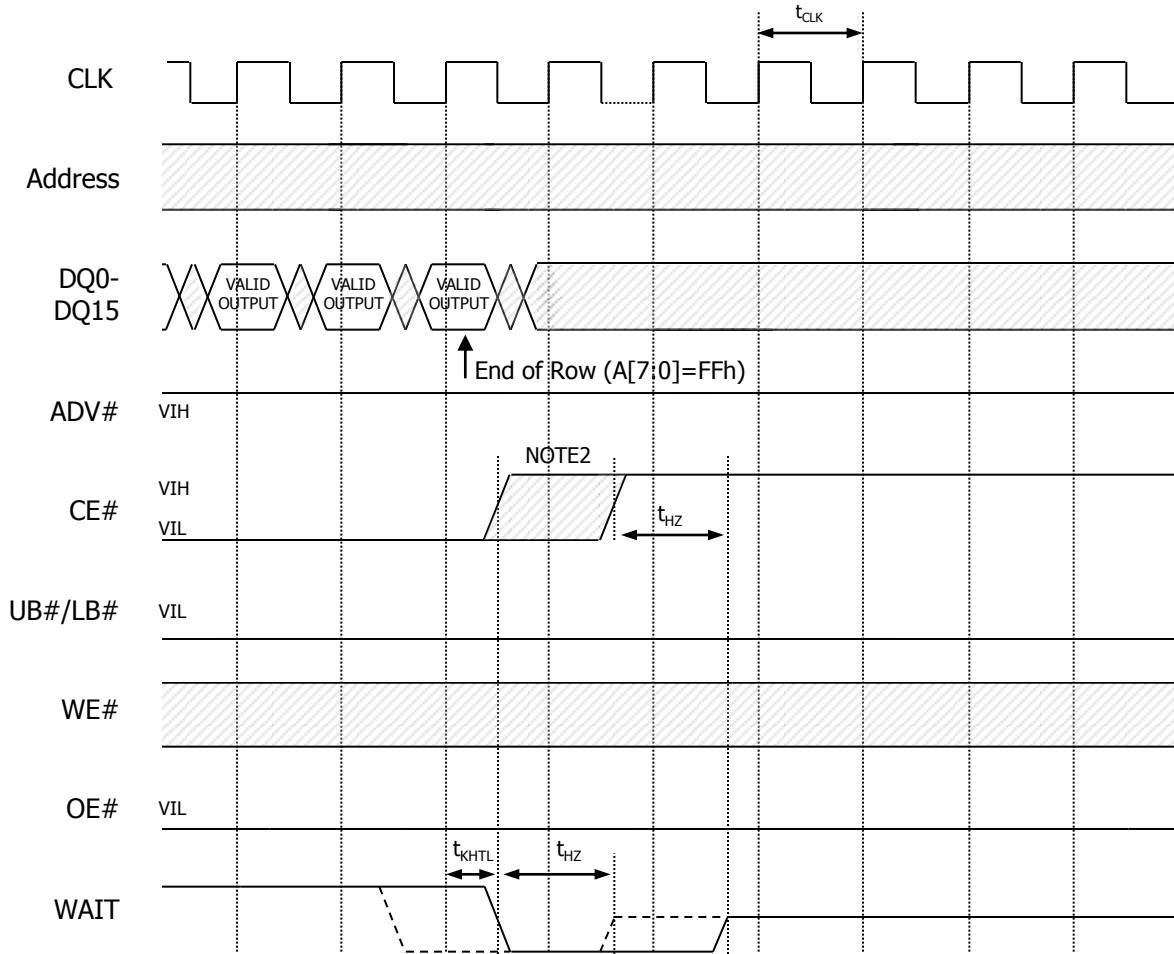 tCLK
CLK
Address
DQ0-
DQ15
VALID
OUTPUT
VALID
OUTPUT
VALID
OUTPUT
End of Row (A[7:0]=FFh)
ADV#
VIH
NOTE2
CE#
VIH
VIL
tHZ
UB#/LB#
VIL
WE#
OE#
VIL
tKHTL
tHZ
WAIT